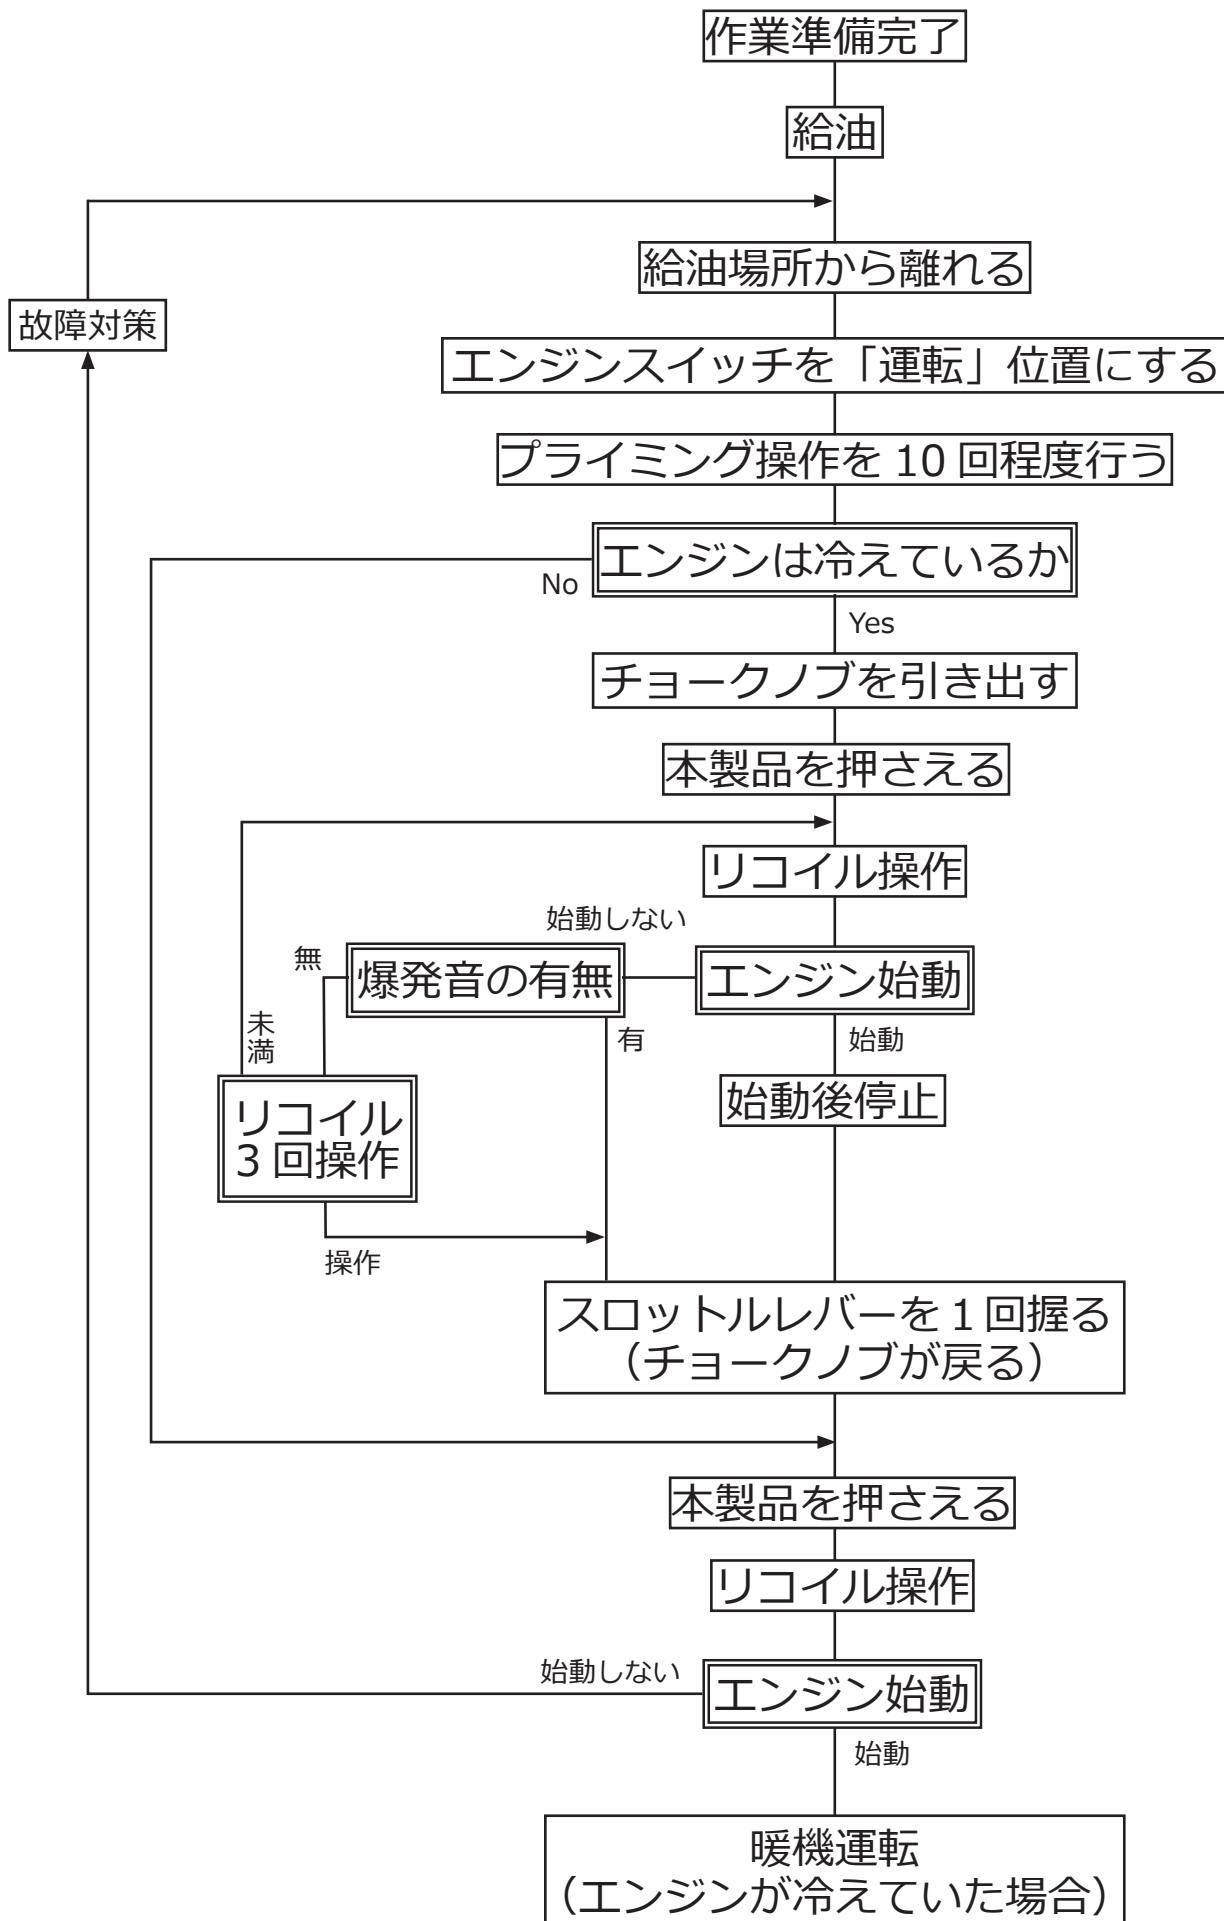 作業準備完了
給油
給油場所から離れる
故障対策
エンジンスイッチを「運転」位置にする
プライミング操作を 10 回程度行う
エンジンは冷えているか
No
Yes
チョークノブを引き出す
本製品を押さえる
リコイル操作
始動しない
無
爆発音の有無
エンジン始動
未満
有
始動
始動後停止
リコイル
3 回操作
操作
スロットルレバーを 1 回握る
（チョークノブが戻る）
本製品を押さえる
リコイル操作
始動しない
エンジン始動
始動
暖機運転
（エンジンが冷えていた場合）